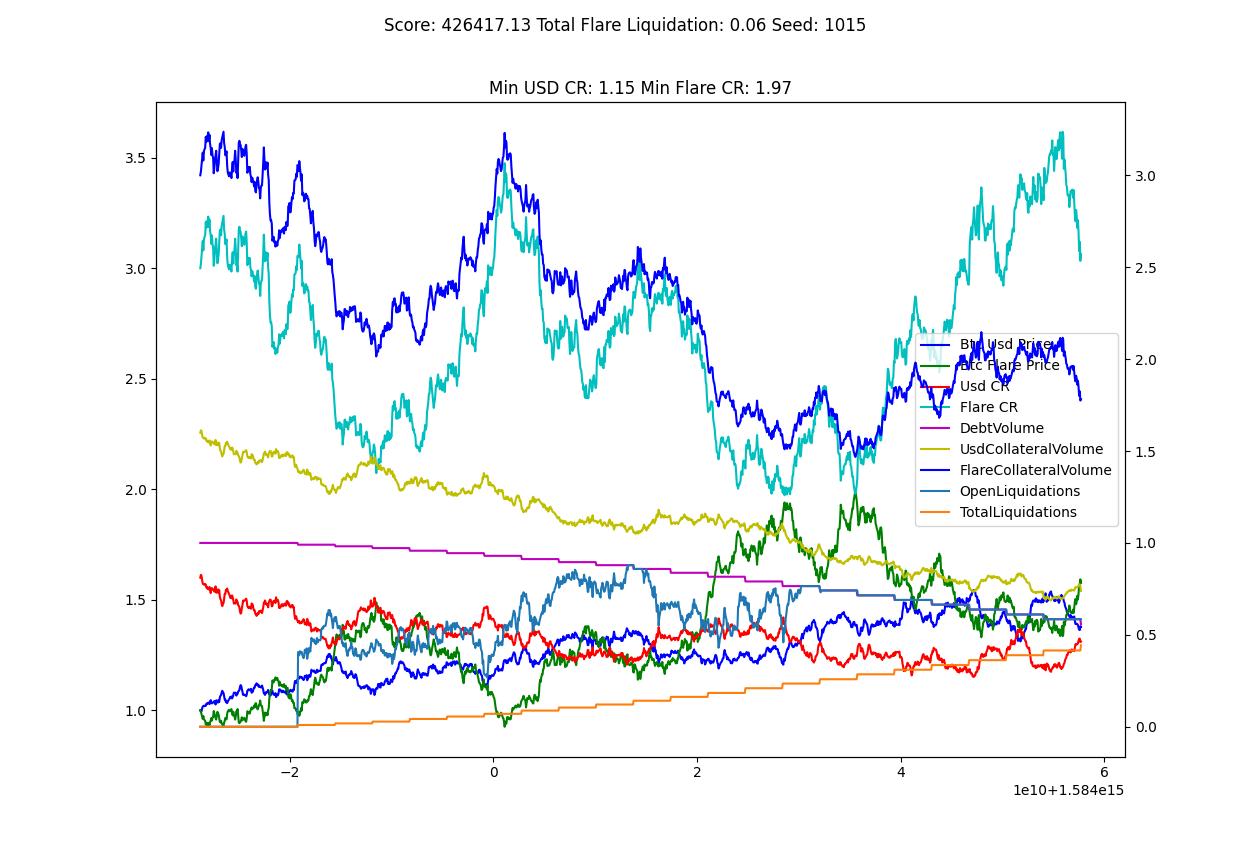 Score: 426417.13 Total Flare Liquidation: 0.06 Seed: 1015
Min USD CR: 1.15 Min Flare CR: 1.97
3.5
3.0
2.5
2.0
1.5
1.0
3.0
2.5
2.0
1.5
1.0
0.5
0.0
Btc Usd Price
Btc Flare Price
Usd CR
Flare CR
DebtVolume
UsdCollateralVolume
FlareCollateralVolume
OpenLiquidations
TotalLiquidations
−2 0 2 4 6
1e10+1.584e15